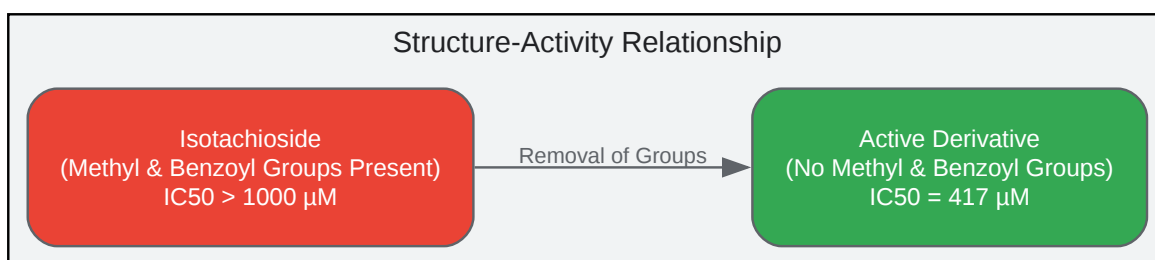 Structure-Activity Relationship
Isotachioside
(Methyl & Benzoyl Groups Present)
IC50 > 1000 µM
Removal of Groups
Active Derivative
(No Methyl & Benzoyl Groups)
IC50 = 417 µM